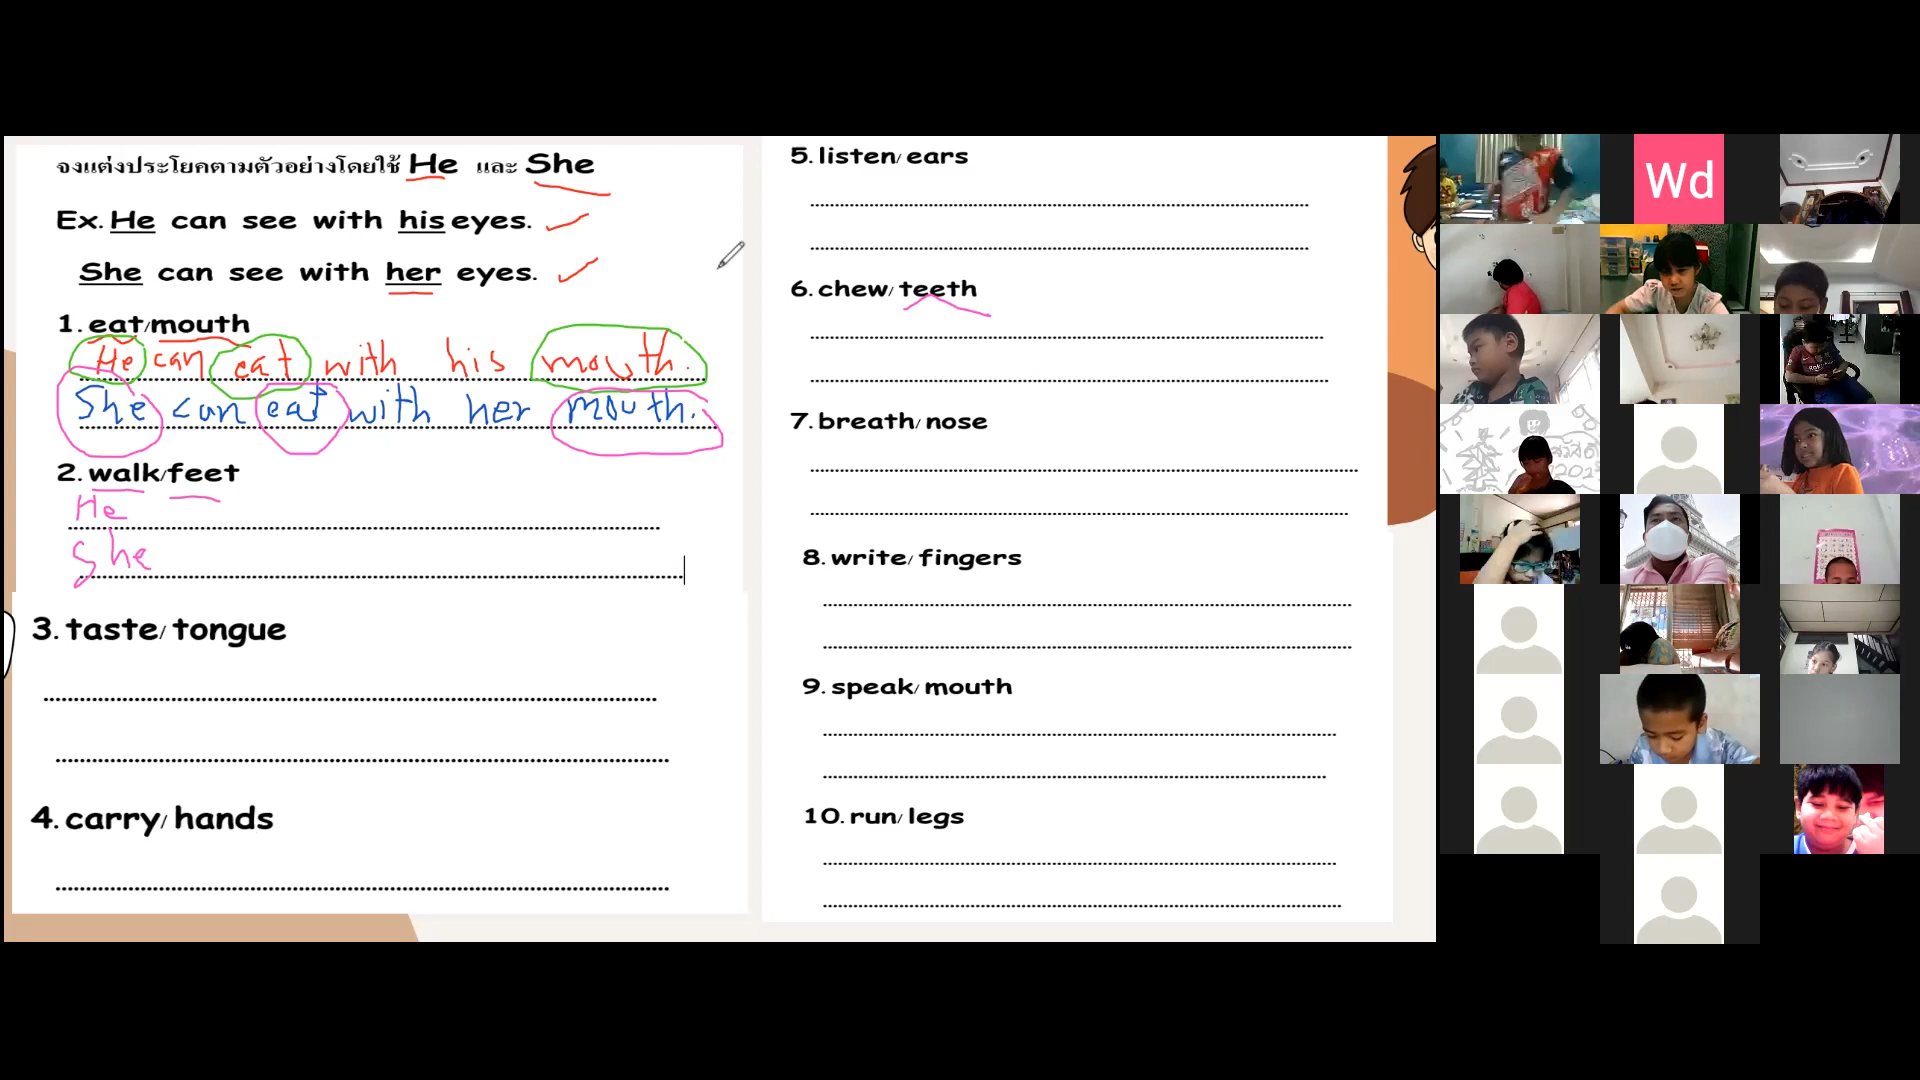 จงแต่งประโยคตามตัวอย่างโดยใช้ He และ She
Ex. He can see with his eyes.
She can see with her eyes.
1. eat/mouth
He can eat with his mouth.
She can eat with her mouth.
2. walk/feet
He
She
3. taste/ tongue
4. carry/ hands
5. listen/ ears
6. chew/ teeth
7. breath/ nose
8. write/ fingers
9. speak/ mouth
10. run/ legs
Wd
สวัสดี